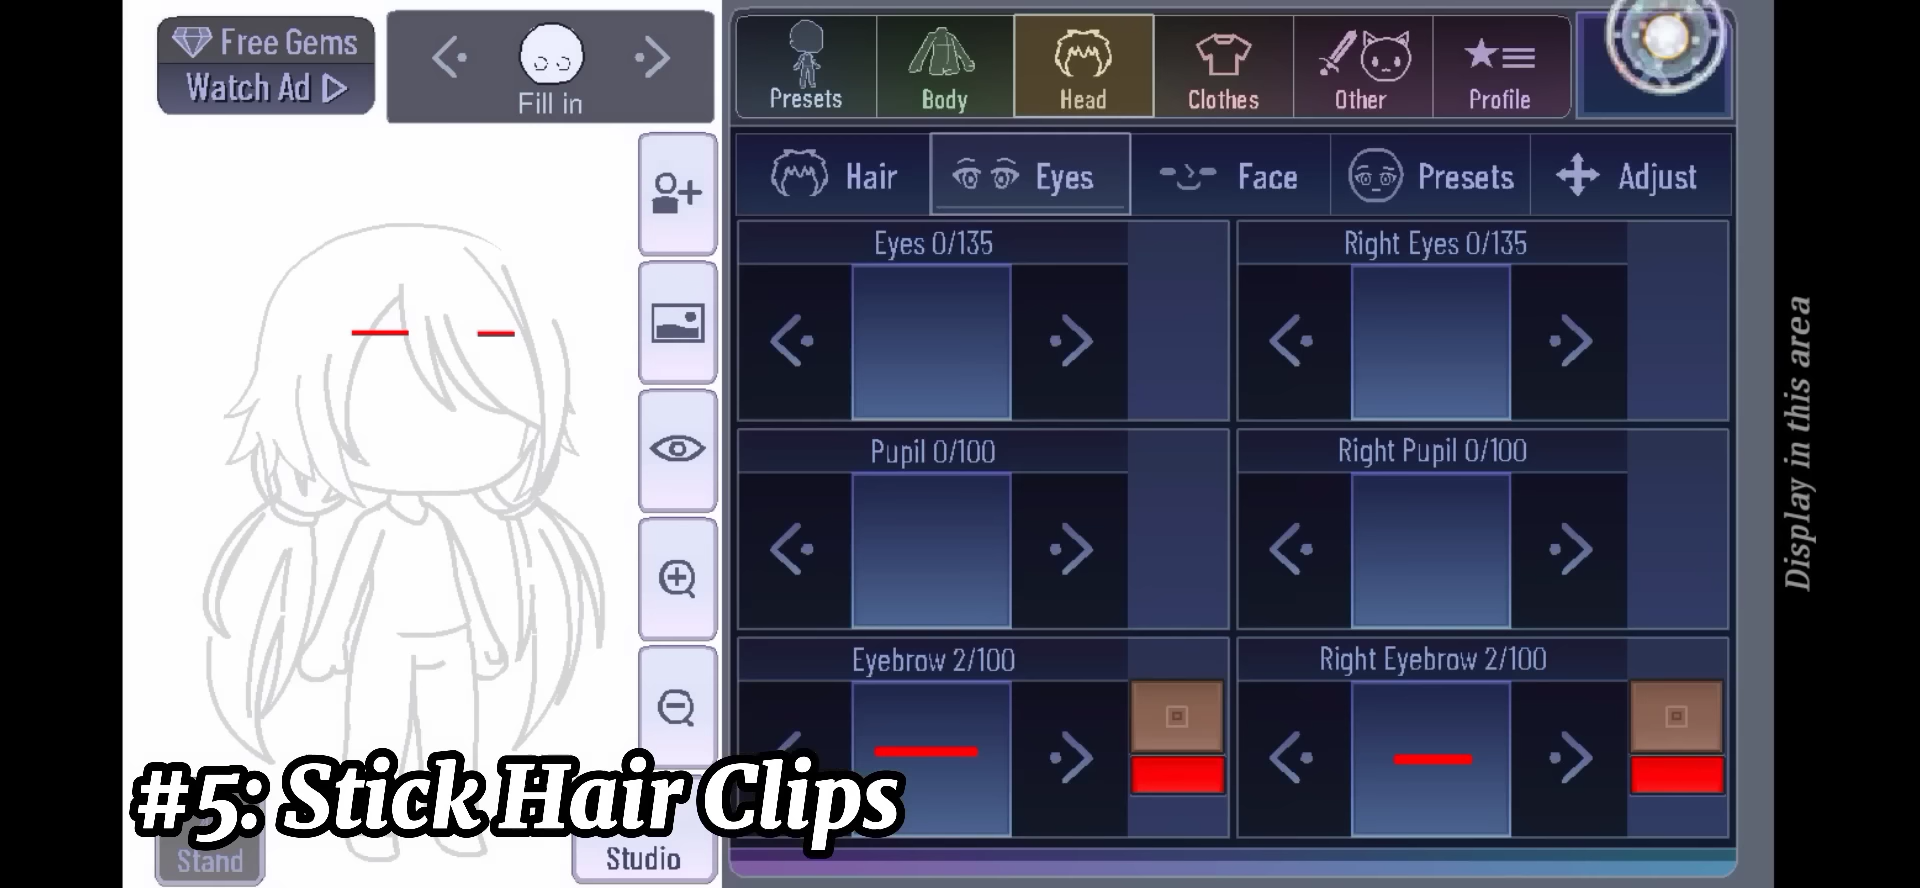 Free Gems
Watch Ad
Fill in
Presets
Body
Head
Clothes
Other
Profile
Hair
Eyes
Face
Presets
Adjust
Eyes 0/135
Right Eyes 0/135
Pupil 0/100
Right Pupil 0/100
Eyebrow 2/100
Right Eyebrow 2/100
#5: Stick Hair Clips
Stand
Studio
Display in this area